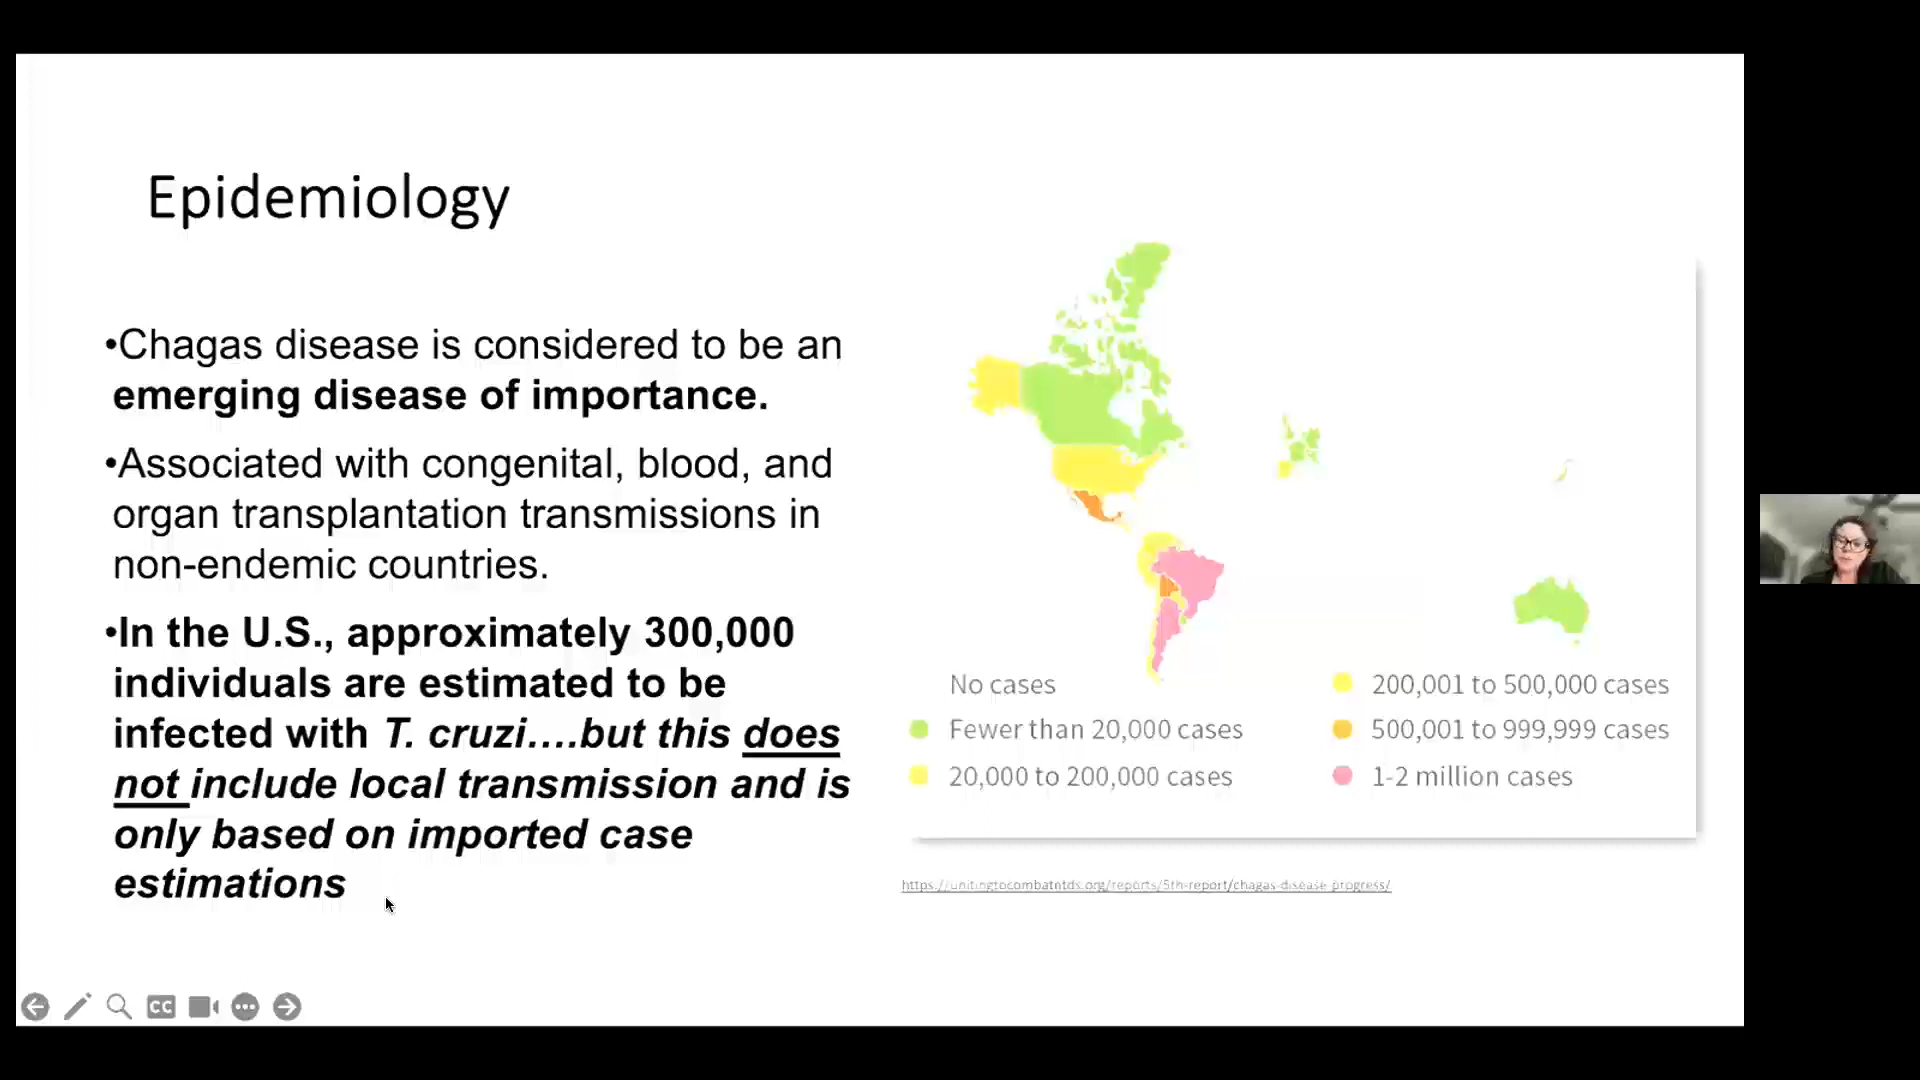 Epidemiology
•Chagas disease is considered to be an
emerging disease of importance.
•Associated with congenital, blood, and
organ transplantation transmissions in
non-endemic countries.
•In the U.S., approximately 300,000
individuals are estimated to be
infected with T. cruzi....but this does
not include local transmission and is
only based on imported case
estimations
No cases
Fewer than 20,000 cases
20,000 to 200,000 cases
200,001 to 500,000 cases
500,001 to 999,999 cases
1-2 million cases
https://unitingtocombatntds.org/reports/5th-report/chagas-disease-progress/
CC